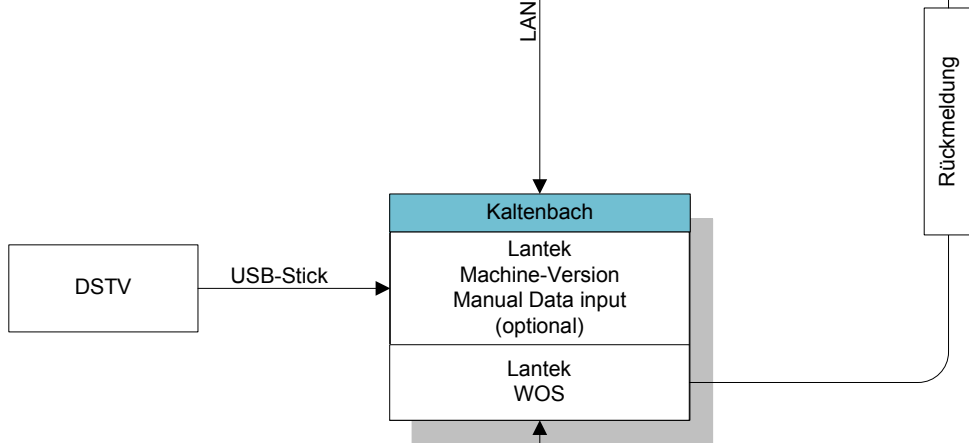 LAN
Rückmeldung
Kaltenbach
Lantek
Machine-Version
Manual Data input
(optional)
DSTV
USB-Stick
Lantek
WOS